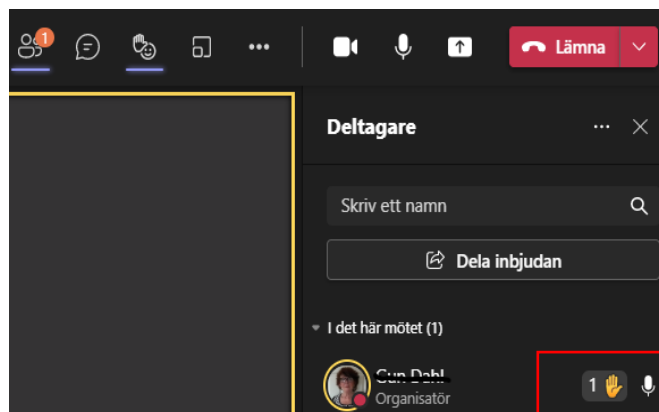 1
Lämna
Deltagare
Skriv ett namn
Dela inbjudan
I det här mötet (1)
Gun Dahl
1
Organisatör